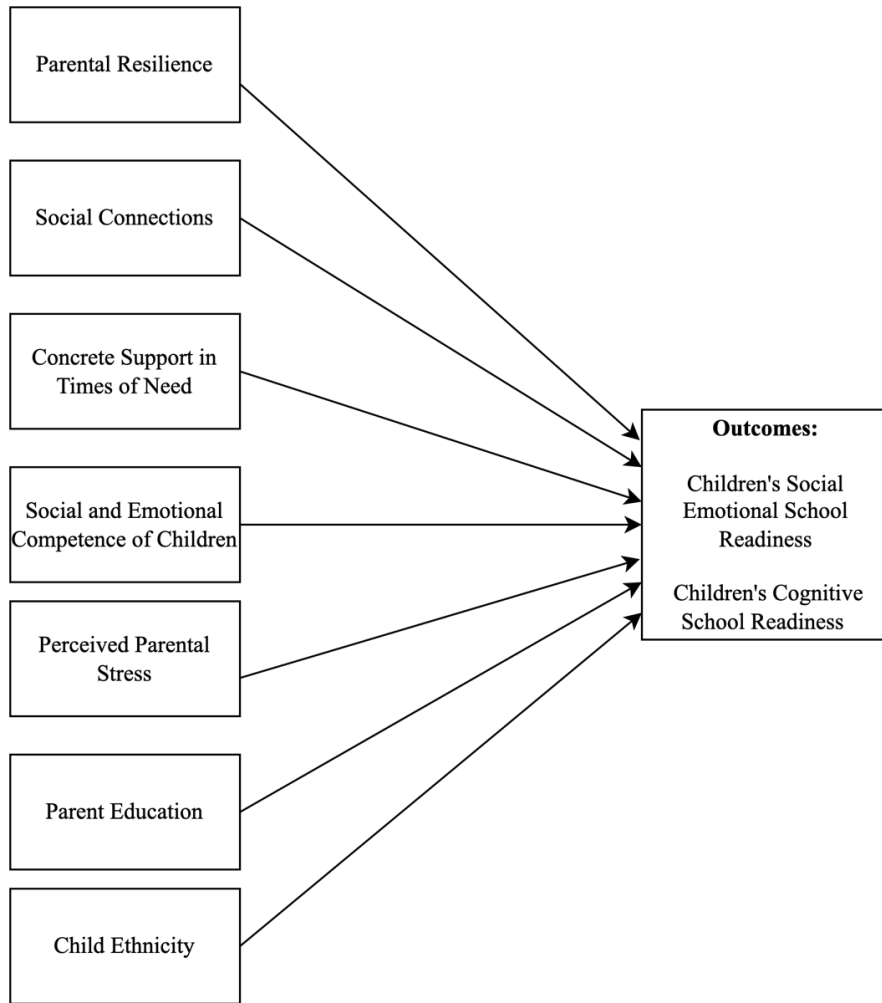 Parental Resilience
Social Connections
Concrete Support in
Times of Need
Social and Emotional
Competence of Children
Perceived Parental
Stress
Parent Education
Child Ethnicity
Outcomes:
Children's Social
Emotional School
Readiness
Children's Cognitive
School Readiness